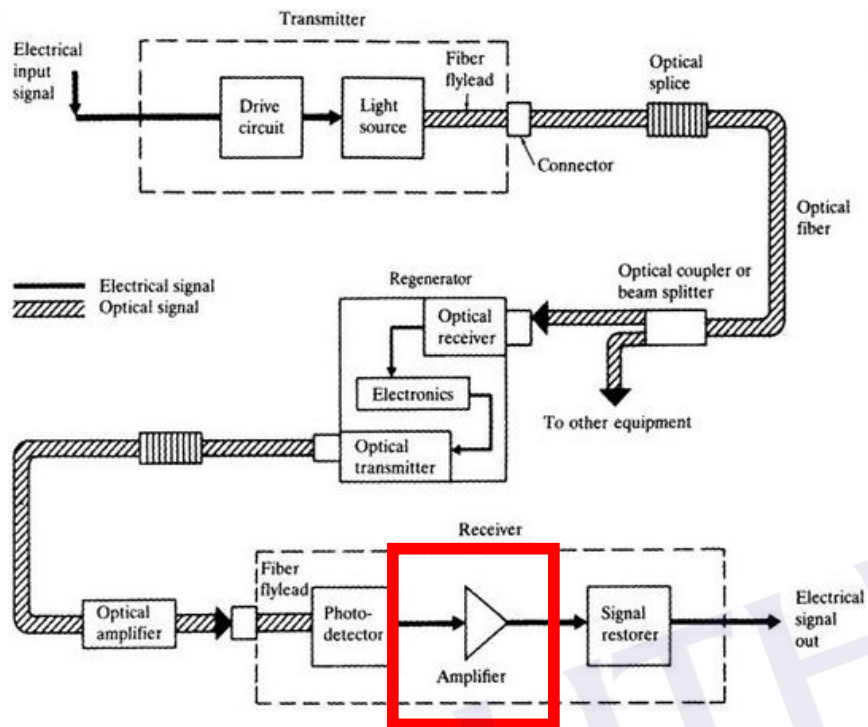 Transmitter
Electrical
input
signal
Drive
circuit
Light
source
Fiber
flylead
Connector
Optical
splice
Optical
fiber
Electrical signal
Optical signal
Regenerator
Optical
receiver
Electronics
Optical
transmitter
Optical coupler or
beam splitter
To other equipment
Receiver
Optical
amplifier
Fiber
flylead
Photo-
detector
Amplifier
Signal
restorer
Electrical
signal
out